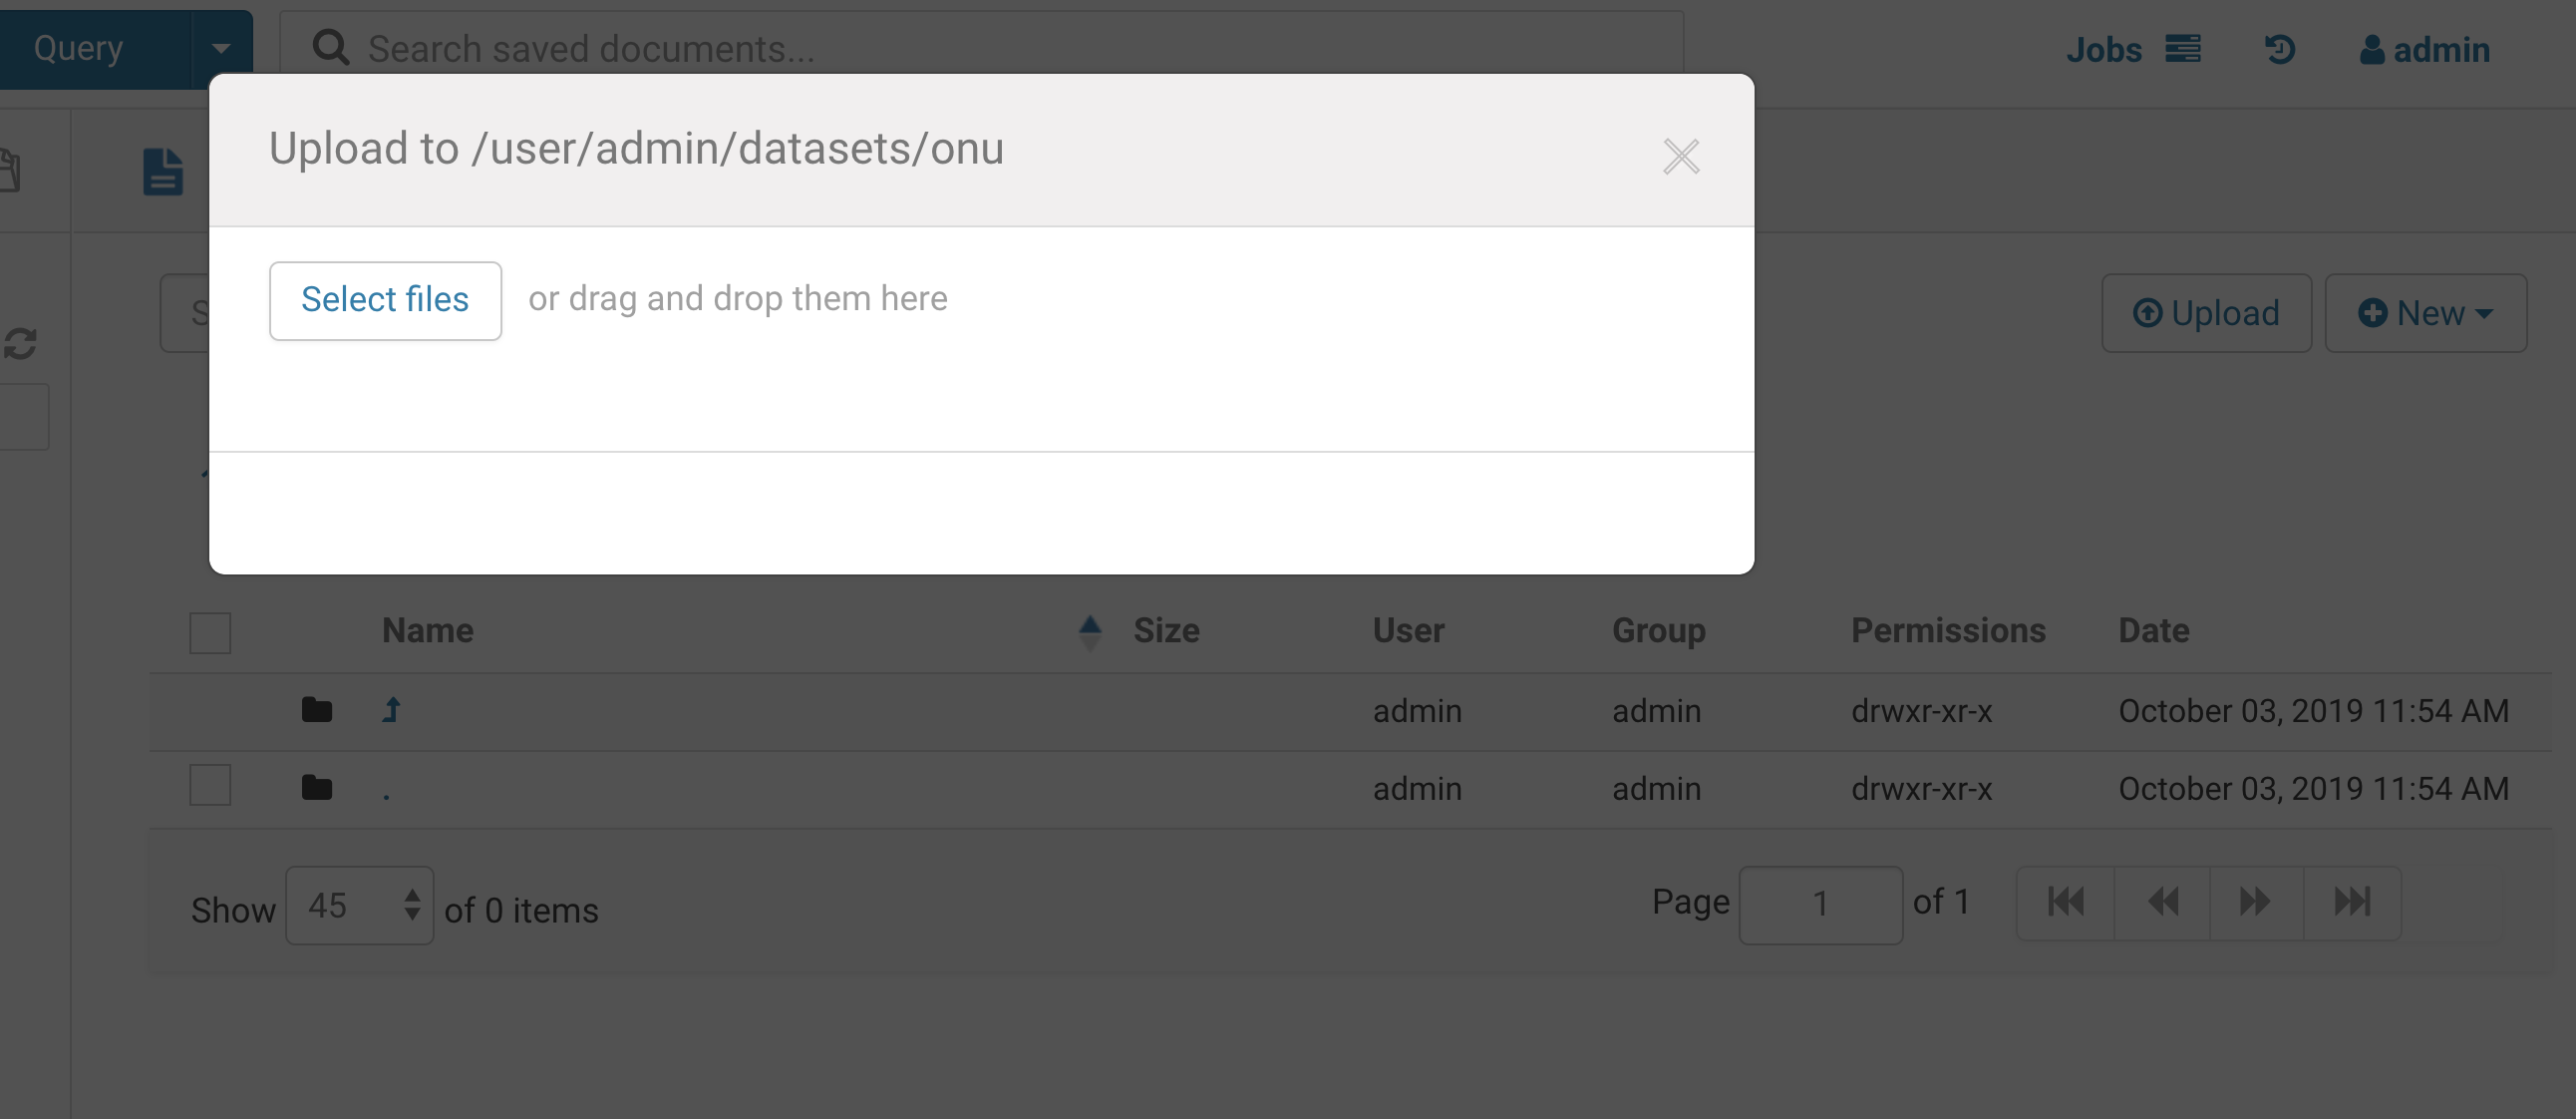 Query
Search saved documents...
Jobs
admin
Upload to /user/admin/datasets/onu
Select files or drag and drop them here
S
Upload
New
Name Size User Group Permissions Date
admin admin drwxr-xr-x October 03, 2019 11:54 AM
. admin admin drwxr-xr-x October 03, 2019 11:54 AM
Show 45 of 0 items
Page 1 of 1